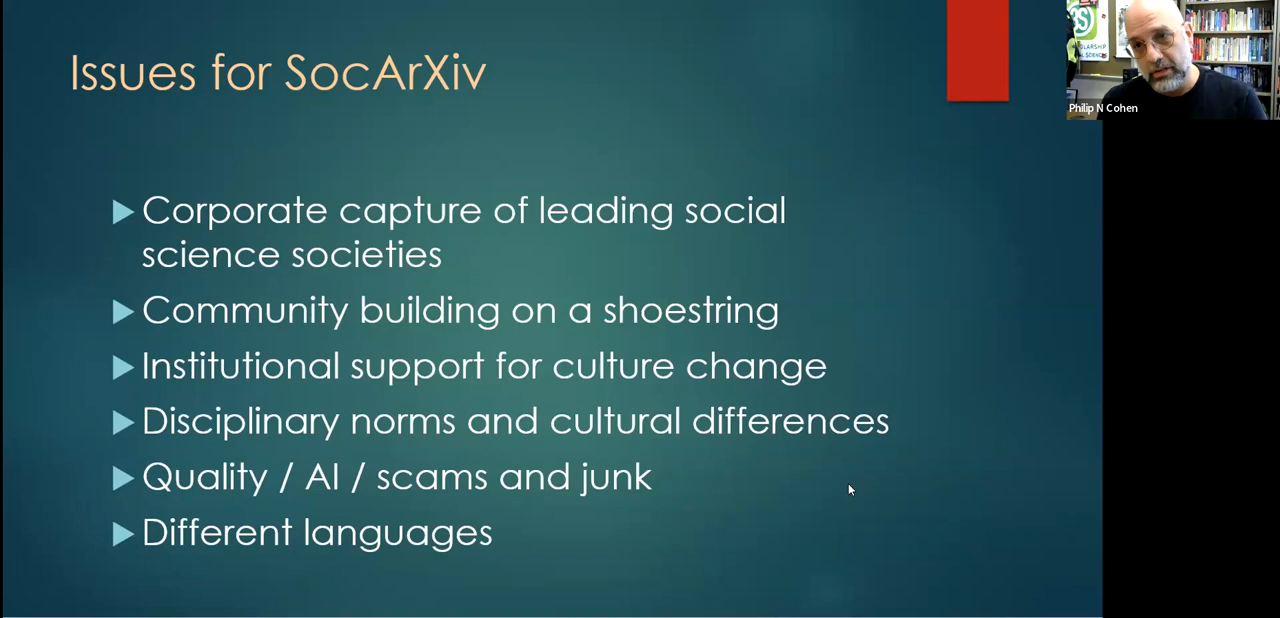 Issues for SocArXiv
Corporate capture of leading social
science societies
Community building on a shoestring
Institutional support for culture change
Disciplinary norms and cultural differences
Quality / AI / scams and junk
Different languages
Philip N Cohen